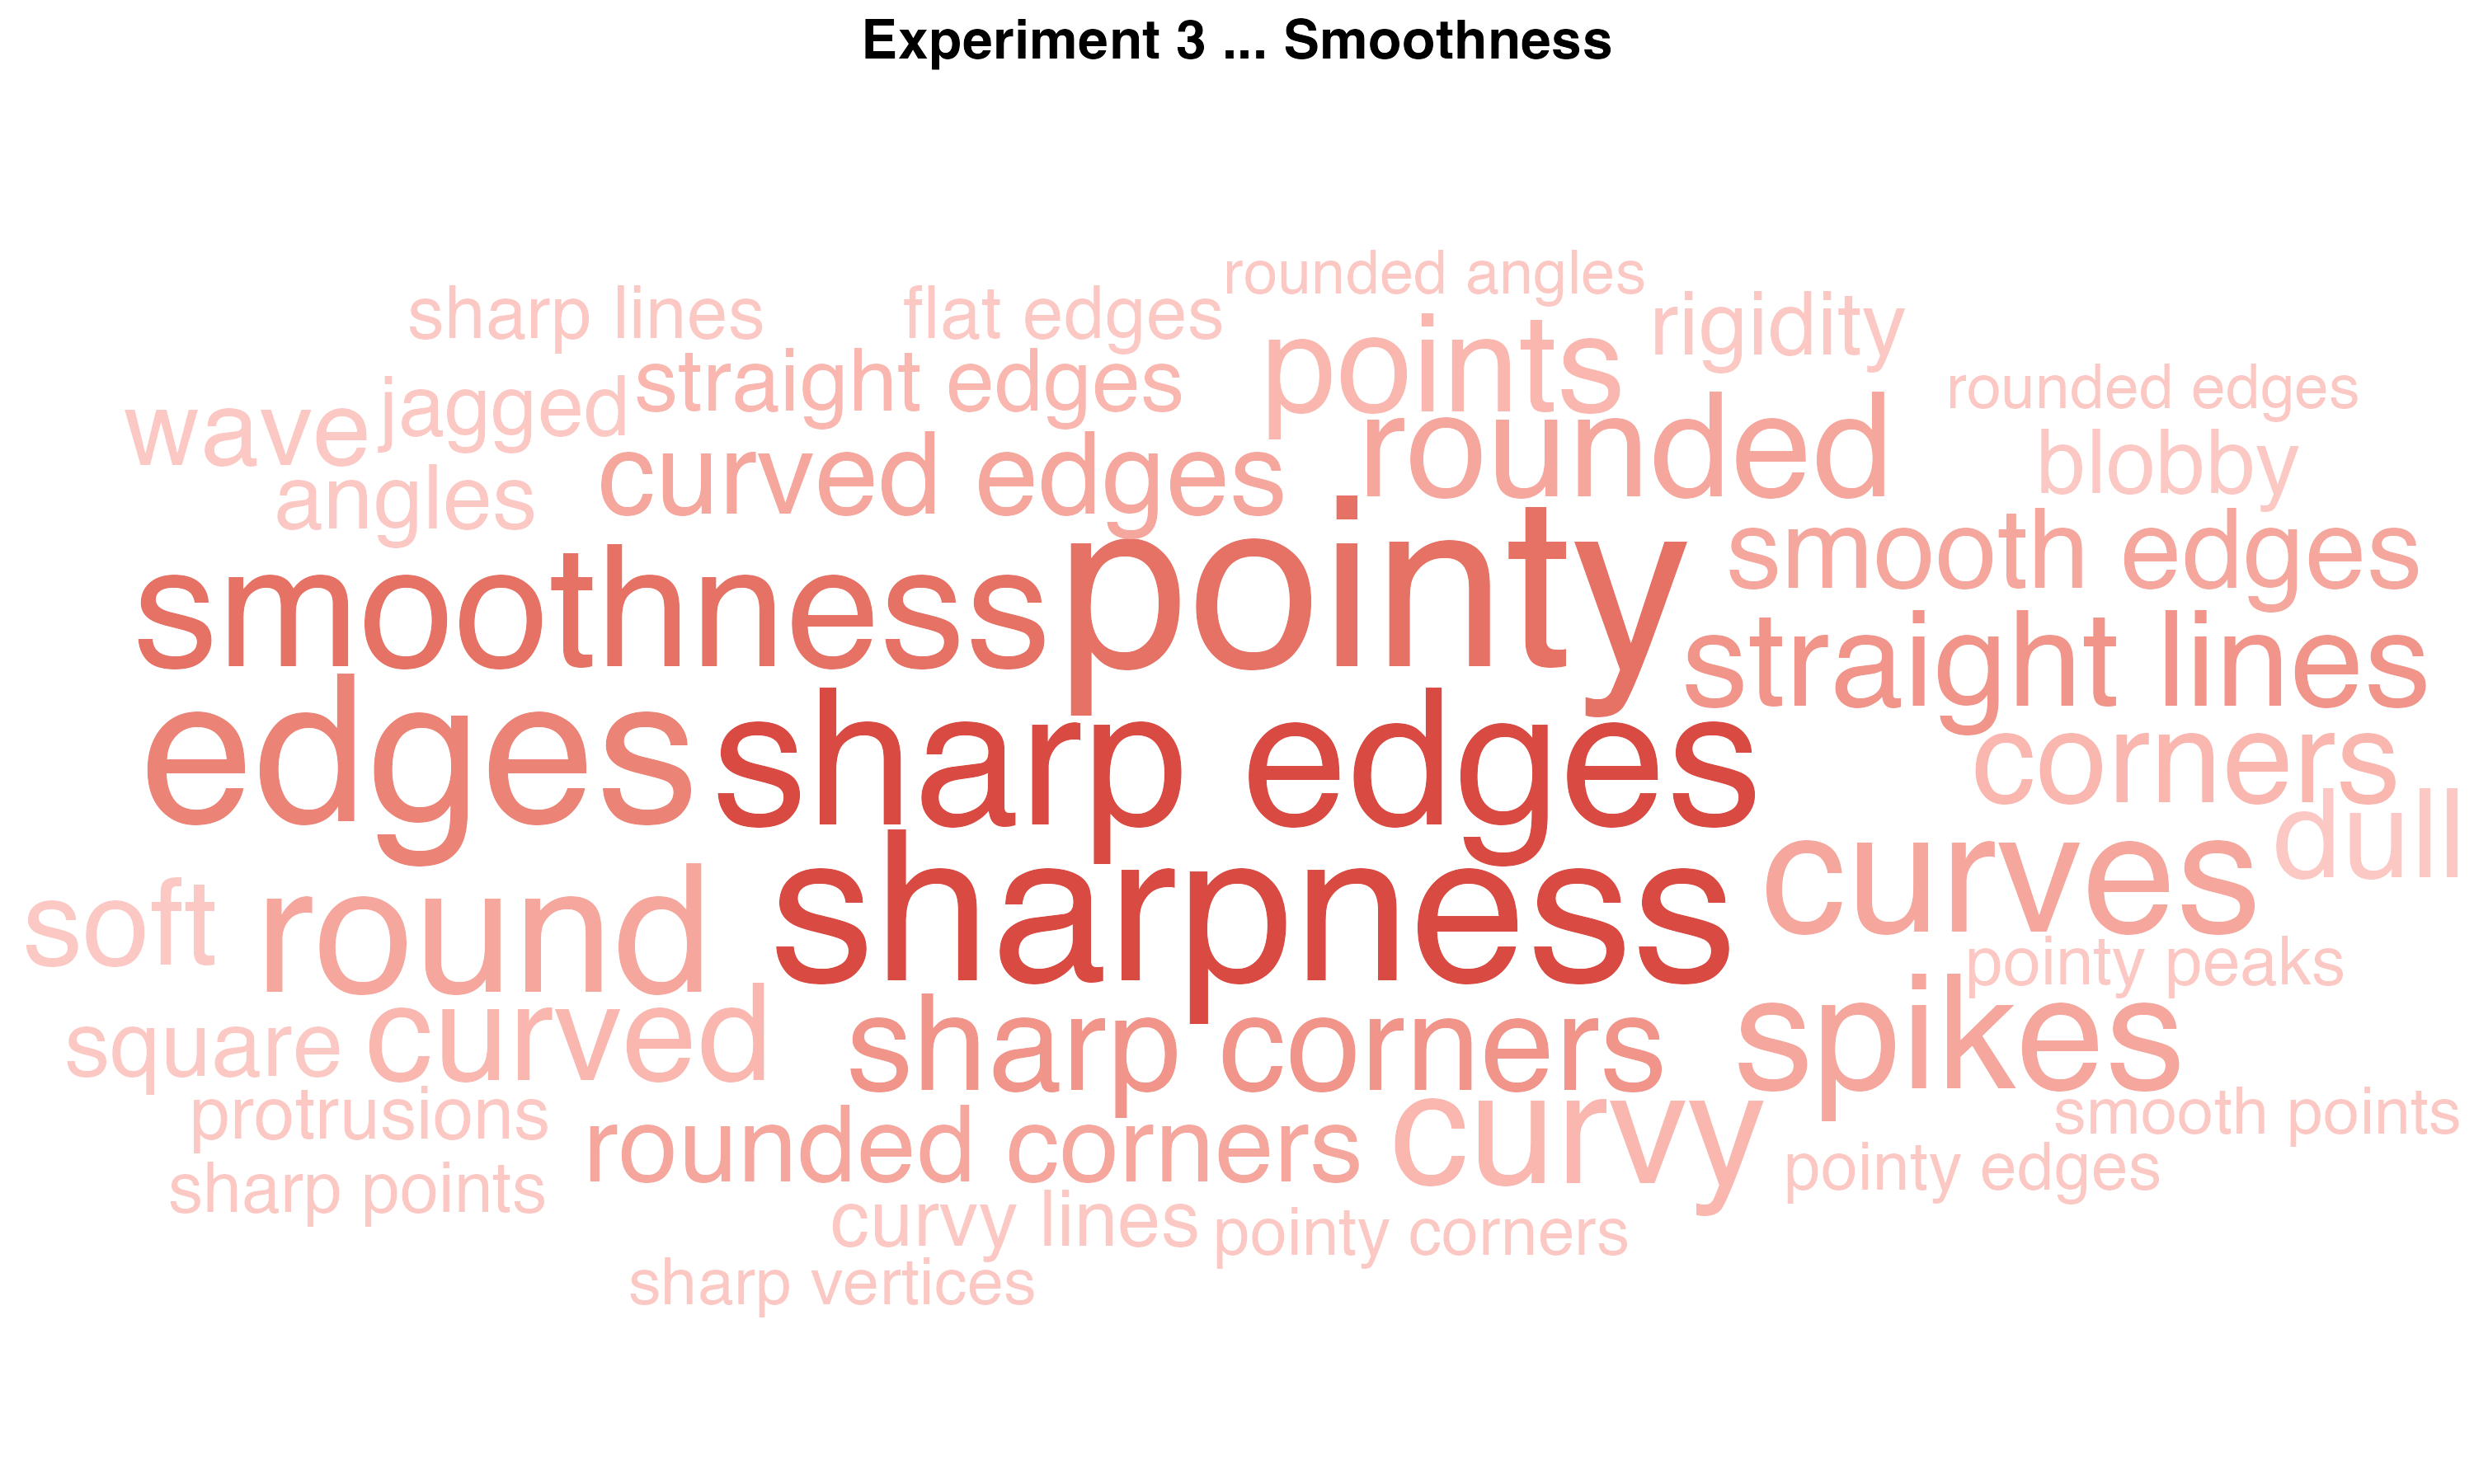 Experiment 3 ... Smoothness
rounded angles
sharp lines flat edges rigidity
straight edges points rounded edges
wave jagged rounded blobby
angles curved edges
smoothness pointy smooth edges
straight lines
edges sharp edges corners
dull
soft round sharpness curves
pointy peaks
square curved sharp corners spikes
protrusions smooth points
rounded corners curvy pointy edges
sharp points
curvy lines pointy corners
sharp vertices